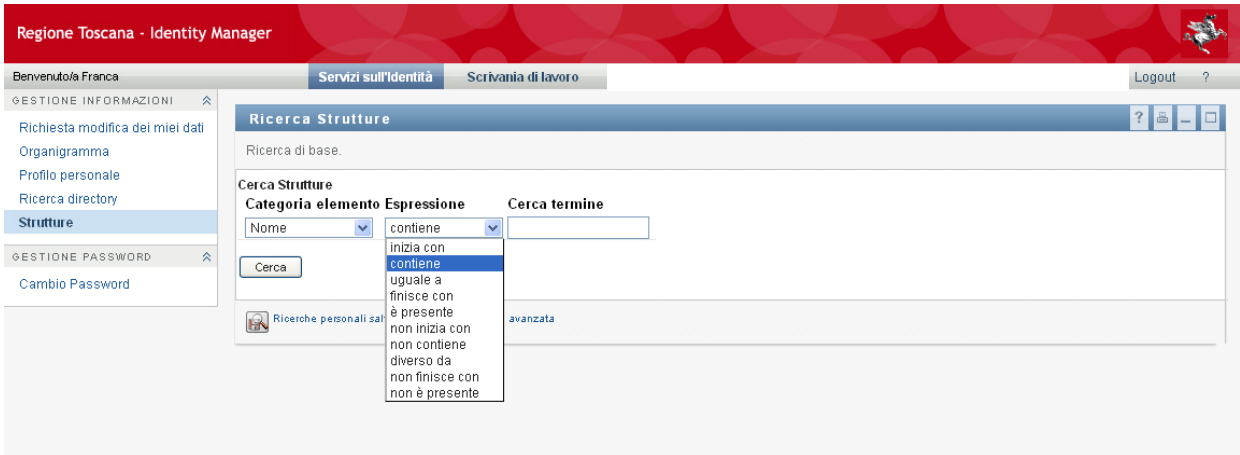 Regione Toscana - Identity Manager
Benvenuto/a Franca
Servizi sull'Identità
Scrivania di lavoro
Logout
?
GESTIONE INFORMAZIONI
Richiesta modifica dei miei dati
Organigramma
Profilo personale
Ricerca directory
Strutture
GESTIONE PASSWORD
Cambio Password
Ricerca Strutture
?
Ricerca di base.
Cerca Strutture
Categoria elemento Espressione Cerca termine
Nome contiene
inizia con
contiene
uguale a
finisce con
è presente
non inizia con
non contiene
diverso da
non finisce con
non è presente
Cerca
Ricerche personali avanzata